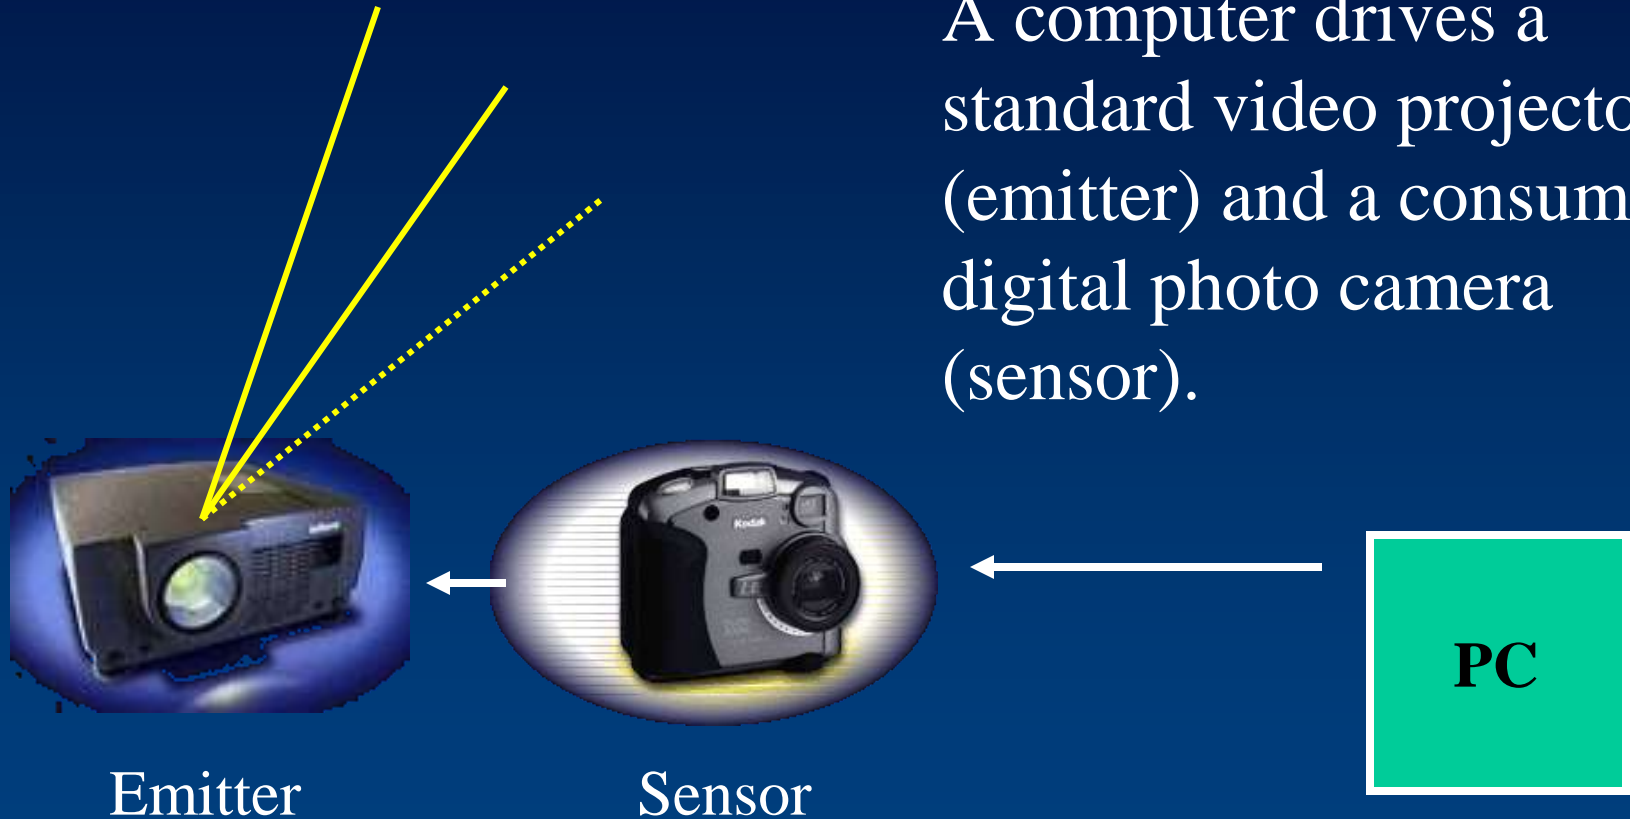 A computer drives a
standard video projecto
(emitter) and a consum
digital photo camera
(sensor).
Kodak
PC
Emitter
Sensor